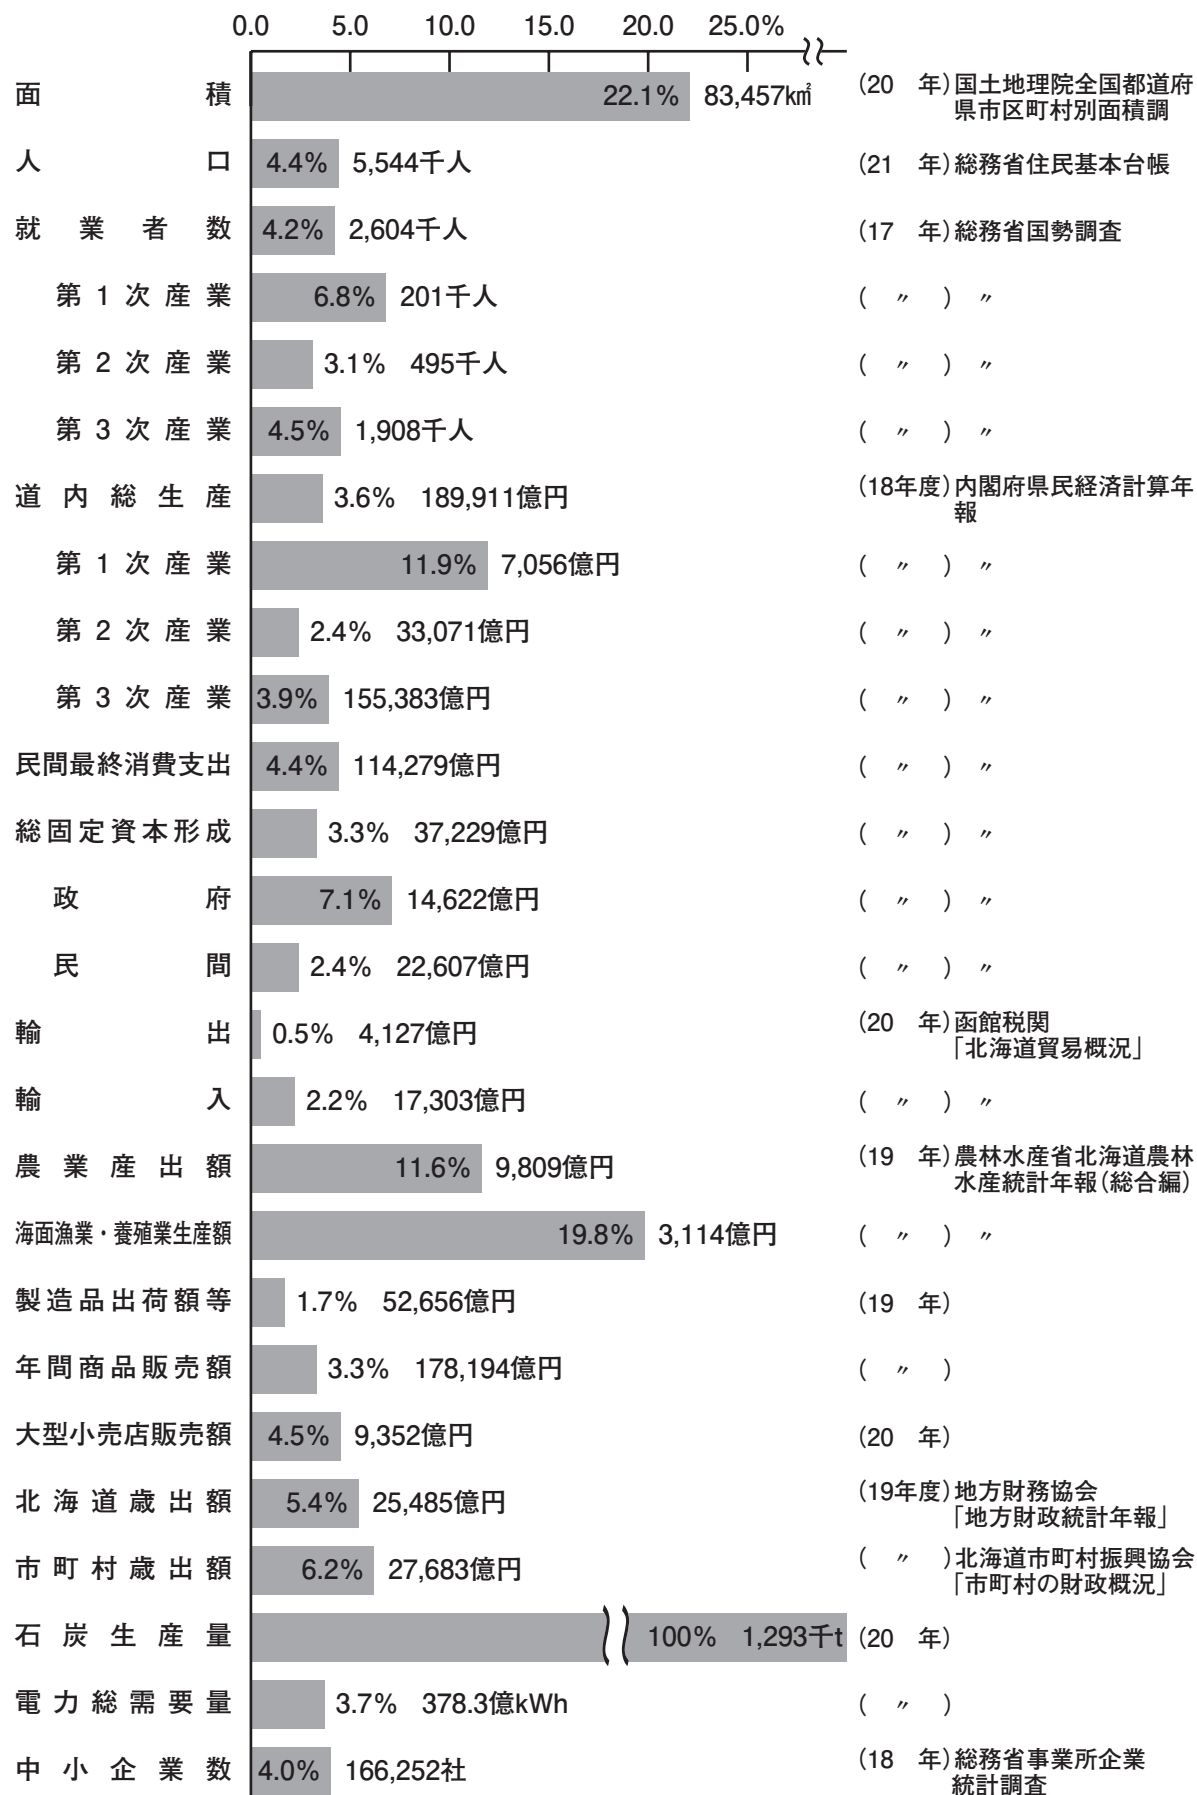 0.0 5.0 10.0 15.0 20.0 25.0%
面積 22.1% 83,457㎢ (20 年)国土地理院全国都道府
県市区町村別面積調
人口 4.4% 5,544千人 (21 年)総務省住民基本台帳
就業者数 4.2% 2,604千人 (17 年)総務省国勢調査
第1次産業 6.8% 201千人 ( 〃 ) 〃
第2次産業 3.1% 495千人 ( 〃 ) 〃
第3次産業 4.5% 1,908千人 ( 〃 ) 〃
道内総生産 3.6% 189,911億円 (18年度)内閣府県民経済計算年
報
第1次産業 11.9% 7,056億円 ( 〃 ) 〃
第2次産業 2.4% 33,071億円 ( 〃 ) 〃
第3次産業 3.9% 155,383億円 ( 〃 ) 〃
民間最終消費支出 4.4% 114,279億円 ( 〃 ) 〃
総固定資本形成 3.3% 37,229億円 ( 〃 ) 〃
政府 7.1% 14,622億円 ( 〃 ) 〃
民間 2.4% 22,607億円 ( 〃 ) 〃
輸出 0.5% 4,127億円 (20 年)函館税関
「北海道貿易概況」
輸入 2.2% 17,303億円 ( 〃 ) 〃
農業産出額 11.6% 9,809億円 (19 年)農林水産省北海道農林
水産統計年報(総合編)
海面漁業・養殖業生産額 19.8% 3,114億円 ( 〃 ) 〃
製造品出荷額等 1.7% 52,656億円 (19 年)
年間商品販売額 3.3% 178,194億円 ( 〃 )
大型小売店販売額 4.5% 9,352億円 (20 年)
北海道歳出額 5.4% 25,485億円 (19年度)地方財務協会
「地方財政統計年報」
市町村歳出額 6.2% 27,683億円 ( 〃 )北海道市町村振興協会
「市町村の財政概況」
石炭生産量 100% 1,293千t (20 年)
電力総需要量 3.7% 378.3億kWh ( 〃 )
中小企業数 4.0% 166,252社 (18 年)総務省事業所企業
統計調査